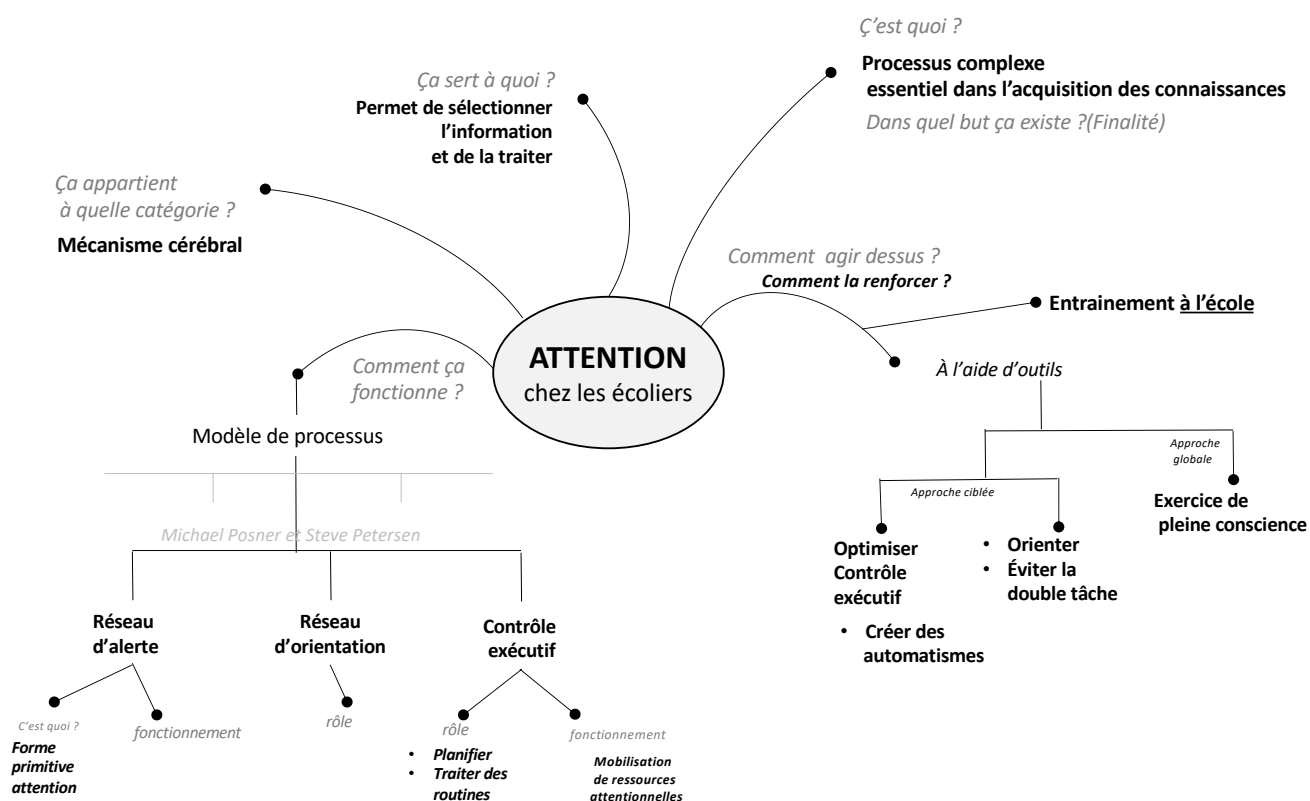 Ç'est quoi ?
Processus complexe
essentiel dans l'acquisition des connaissances
Dans quel but ça existe ?(Finalité)
Ça sert à quoi ?
Permet de sélectionner
l'information
et de la traiter
Ça appartient
à quelle catégorie ?
Mécanisme cérébral
Comment agir dessus ?
Comment la renforcer ?
Entrainement à l'école
À l'aide d'outils
ATTENTION
chez les écoliers
Comment ça
fonctionne ?
Modèle de processus
Michael Posner et Steve Petersen
Réseau
d'alerte
Réseau
d'orientation
Contrôle
exécutif
C'est quoi ?
Forme
primitive
attention
fonctionnement
rôle
rôle
• Planifier
• Traiter des
routines
fonctionnement
Mobilisation
de ressources
attentionnelles
Approche
globale
Exercice de
pleine conscience
Approche ciblée
Optimiser
Contrôle
exécutif
• Créer des
automatismes
• Orienter
• Éviter la
double tâche